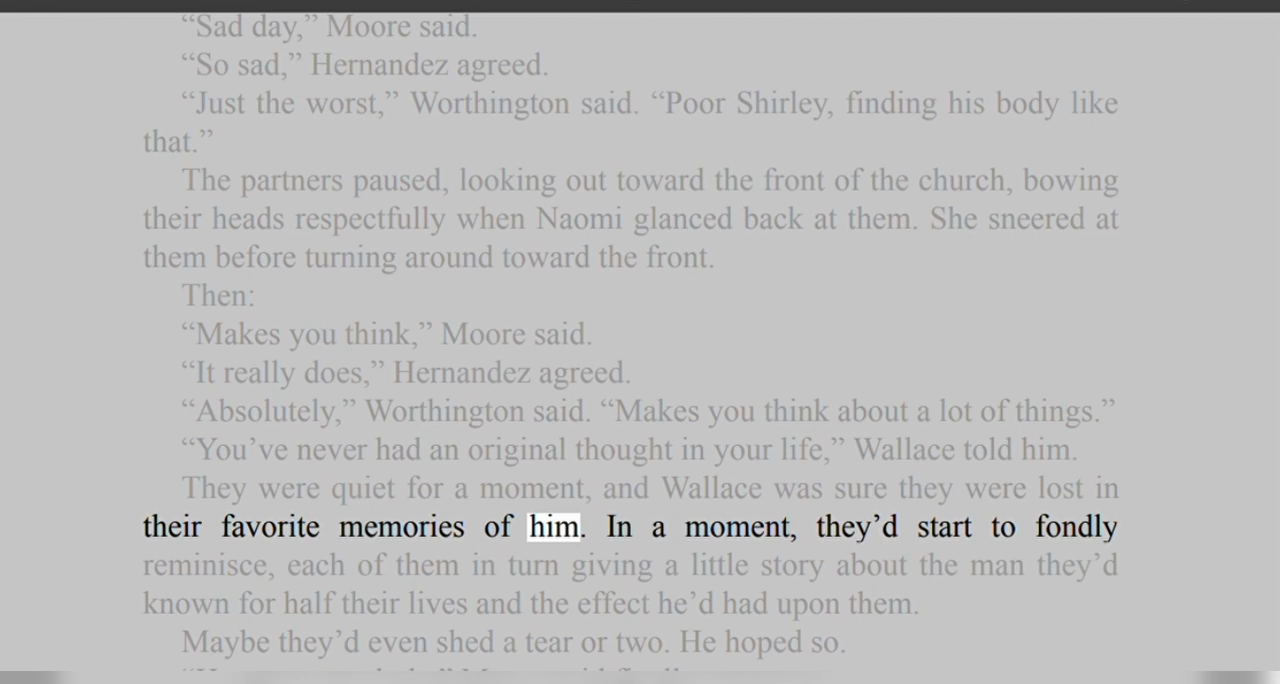 “Sad day,” Moore said.
“So sad,” Hernandez agreed.
“Just the worst,” Worthington said. “Poor Shirley, finding his body like
that.”
The partners paused, looking out toward the front of the church, bowing
their heads respectfully when Naomi glanced back at them. She sneered at
them before turning around toward the front.
Then:
“Makes you think,” Moore said.
“It really does,” Hernandez agreed.
“Absolutely,” Worthington said. “Makes you think about a lot of things.”
“You’ve never had an original thought in your life,” Wallace told him.
They were quiet for a moment, and Wallace was sure they were lost in
their favorite memories of him. In a moment, they’d start to fondly
reminisce, each of them in turn giving a little story about the man they’d
known for half their lives and the effect he’d had upon them.
Maybe they’d even shed a tear or two. He hoped so.